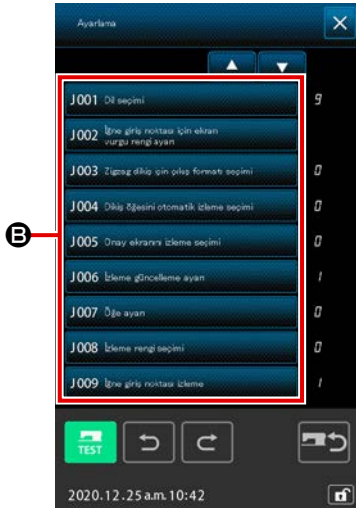 Ayarlama
J001 Dil seçimi 9
J002 İğne giriş noktası için ekran
vurgu rengi ayarı
J003 Zigzag dikiş için çıkış formatı seçimi 0
J004 Dikiş öğesini otomatik izleme seçimi 0
B
J005 Onay ekranını izleme seçimi 0
J006 İzleme güncelleme ayarı 1
J007 Öğe ayarı 0
J008 İzleme rengi seçimi 0
J009 İğne giriş noktası izleme 1
TEST
2020.12.25 a.m. 10:42